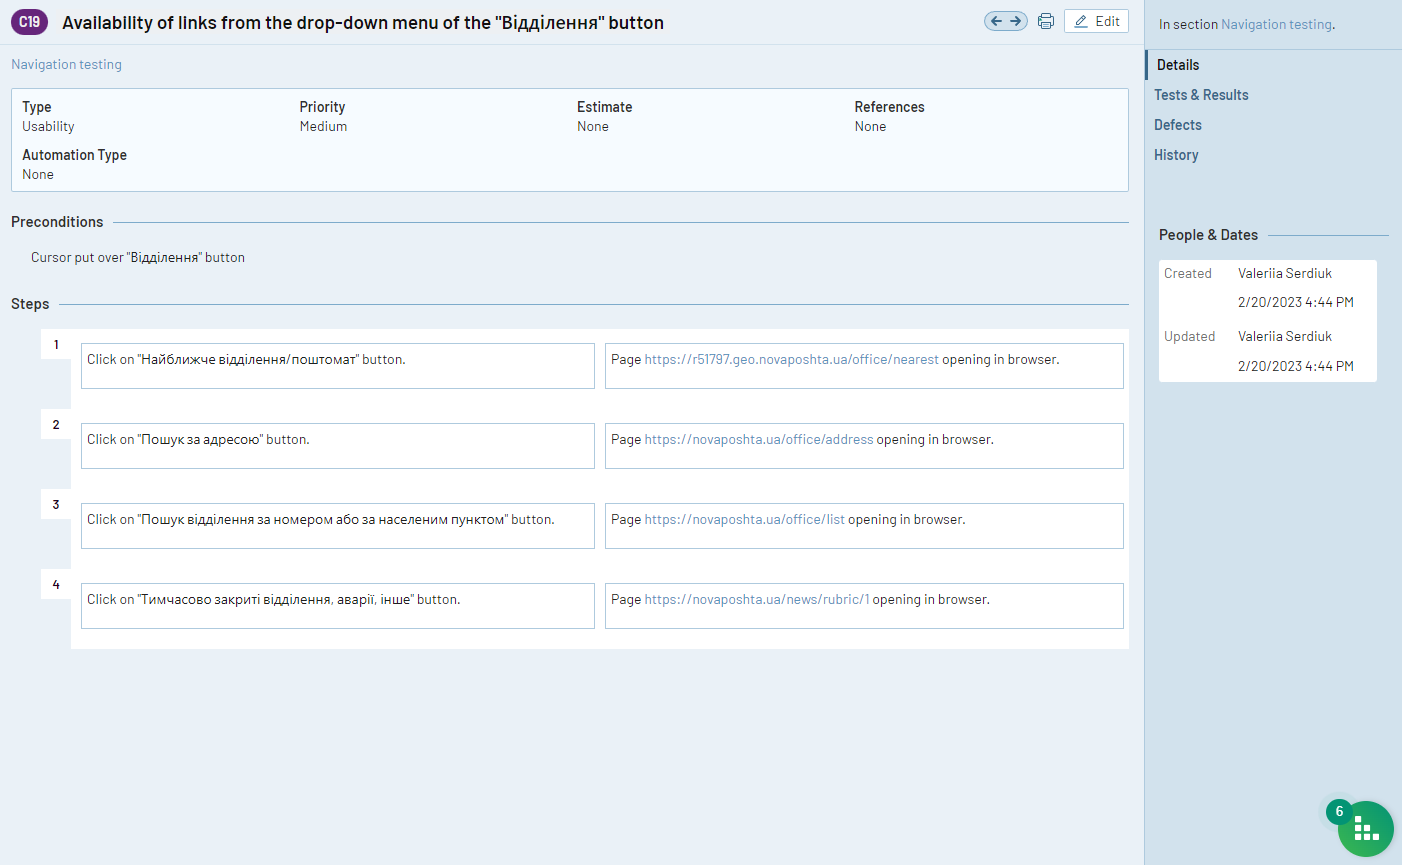 C19 Availability of links from the drop-down menu of the "Відділення" button
Edit
Navigation testing
Type Priority Estimate References
Usability Medium None None
Automation Type
None
Preconditions
Cursor put over "Відділення" button
Steps
1 Click on "Найближче відділення/поштомат" button. Page https://r51797.geo.novaposhta.ua/office/nearest opening in browser.
2 Click on "Пошук за адресою" button. Page https://novaposhta.ua/office/address opening in browser.
3 Click on "Пошук відділення за номером або за населеним пунктом" button. Page https://novaposhta.ua/office/list opening in browser.
4 Click on "Тимчасово закриті відділення, аварії, інше" button. Page https://novaposhta.ua/news/rubric/1 opening in browser.
In section Navigation testing.
Details
Tests & Results
Defects
History
People & Dates
Created Valeriia Serdiuk
2/20/2023 4:44 PM
Updated Valeriia Serdiuk
2/20/2023 4:44 PM
6